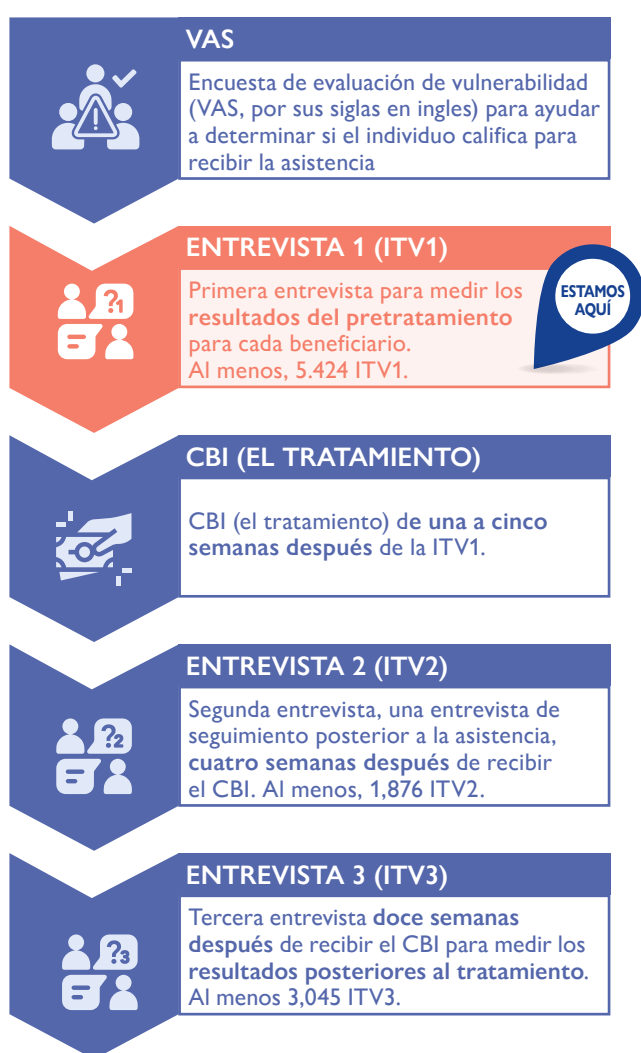 VAS
Encuesta de evaluación de vulnerabilidad
(VAS, por sus siglas en ingles) para ayudar
a determinar si el individuo califica para
recibir la asistencia
ENTREVISTA 1 (ITV1)
Primera entrevista para medir los
resultados del pretratamiento
para cada beneficiario.
Al menos, 5.424 ITV1.
ESTAMOS
AQUÍ
?1
CBI (EL TRATAMIENTO)
CBI (el tratamiento) de una a cinco
semanas después de la ITV1.
ENTREVISTA 2 (ITV2)
Segunda entrevista, una entrevista de
seguimiento posterior a la asistencia,
cuatro semanas después de recibir
el CBI. Al menos, 1,876 ITV2.
?2
ENTREVISTA 3 (ITV3)
Tercera entrevista doce semanas
después de recibir el CBI para medir los
resultados posteriores al tratamiento.
Al menos 3,045 ITV3.
?3